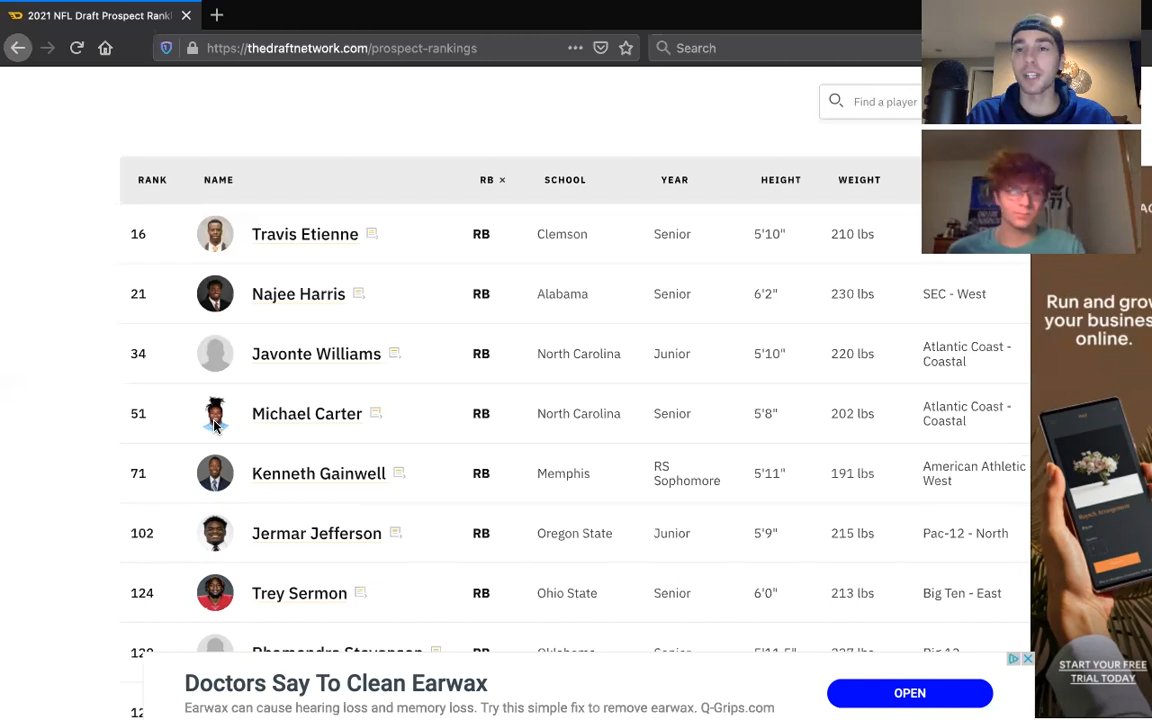 2021 NFL Draft Prospect Rank
https://thedraftnetwork.com/prospect-rankings
Search
Find a player
RANK NAME RB × SCHOOL YEAR HEIGHT WEIGHT
16 Travis Etienne RB Clemson Senior 5'10" 210 lbs
21 Najee Harris RB Alabama Senior 6'2" 230 lbs SEC - West
34 Javonte Williams RB North Carolina Junior 5'10" 220 lbs Atlantic Coast -
Coastal
51 Michael Carter RB North Carolina Senior 5'8" 202 lbs Atlantic Coast -
Coastal
71 Kenneth Gainwell RB Memphis RS
Sophomore 5'11" 191 lbs American Athletic
West
102 Jermar Jefferson RB Oregon State Junior 5'9" 215 lbs Pac-12 - North
124 Trey Sermon RB Ohio State Senior 6'0" 213 lbs Big Ten - East
Run and grow
your business
online.
START YOUR FREE
TRIAL TODAY
Doctors Say To Clean Earwax
Earwax can cause hearing loss and memory loss. Try this simple fix to remove earwax. Q-Grips.com
OPEN
77